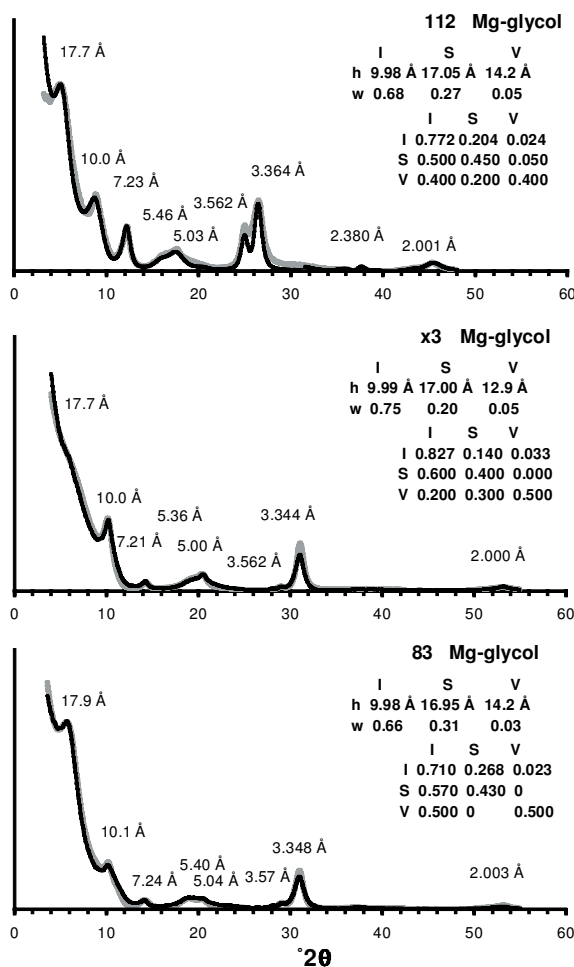 112 Mg-glycol
17.7 Å
I S V
h 9.98 Å 17.05 Å 14.2 Å
w 0.68 0.27 0.05
I S V
I 0.772 0.204 0.024
S 0.500 0.450 0.050
V 0.400 0.200 0.400
10.0 Å
7.23 Å
5.46 Å
5.03 Å
3.562 Å
3.364 Å
2.380 Å
2.001 Å
0 10 20 30 40 50 60
x3 Mg-glycol
I S V
h 9.99 Å 17.00 Å 12.9 Å
w 0.75 0.20 0.05
I S V
I 0.827 0.140 0.033
S 0.600 0.400 0.000
V 0.200 0.300 0.500
17.7 Å
10.0 Å
7.21 Å
5.36 Å
5.00 Å
3.562 Å
3.344 Å
2.000 Å
0 10 20 30 40 50 60
83 Mg-glycol
I S V
h 9.98 Å 16.95 Å 14.2 Å
w 0.66 0.31 0.03
I S V
I 0.710 0.268 0.023
S 0.570 0.430 0
V 0.500 0 0.500
17.9 Å
10.1 Å
7.24 Å
5.40 Å
5.04 Å
3.57 Å
3.348 Å
2.003 Å
0 10 20 30 40 50 60
°2θ